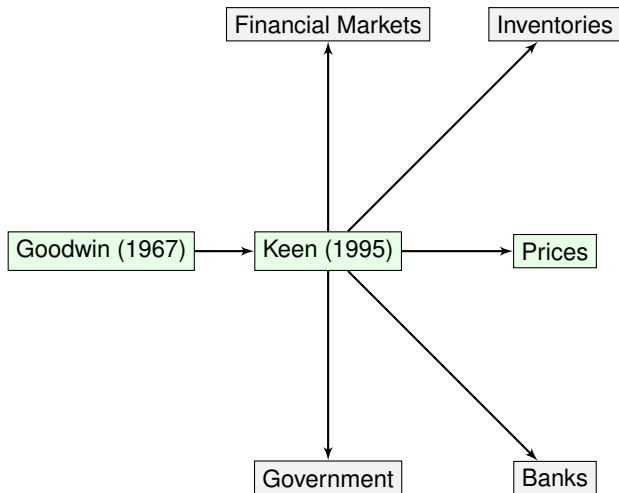 Financial Markets
Inventories
Goodwin (1967)
Keen (1995)
Prices
Government
Banks